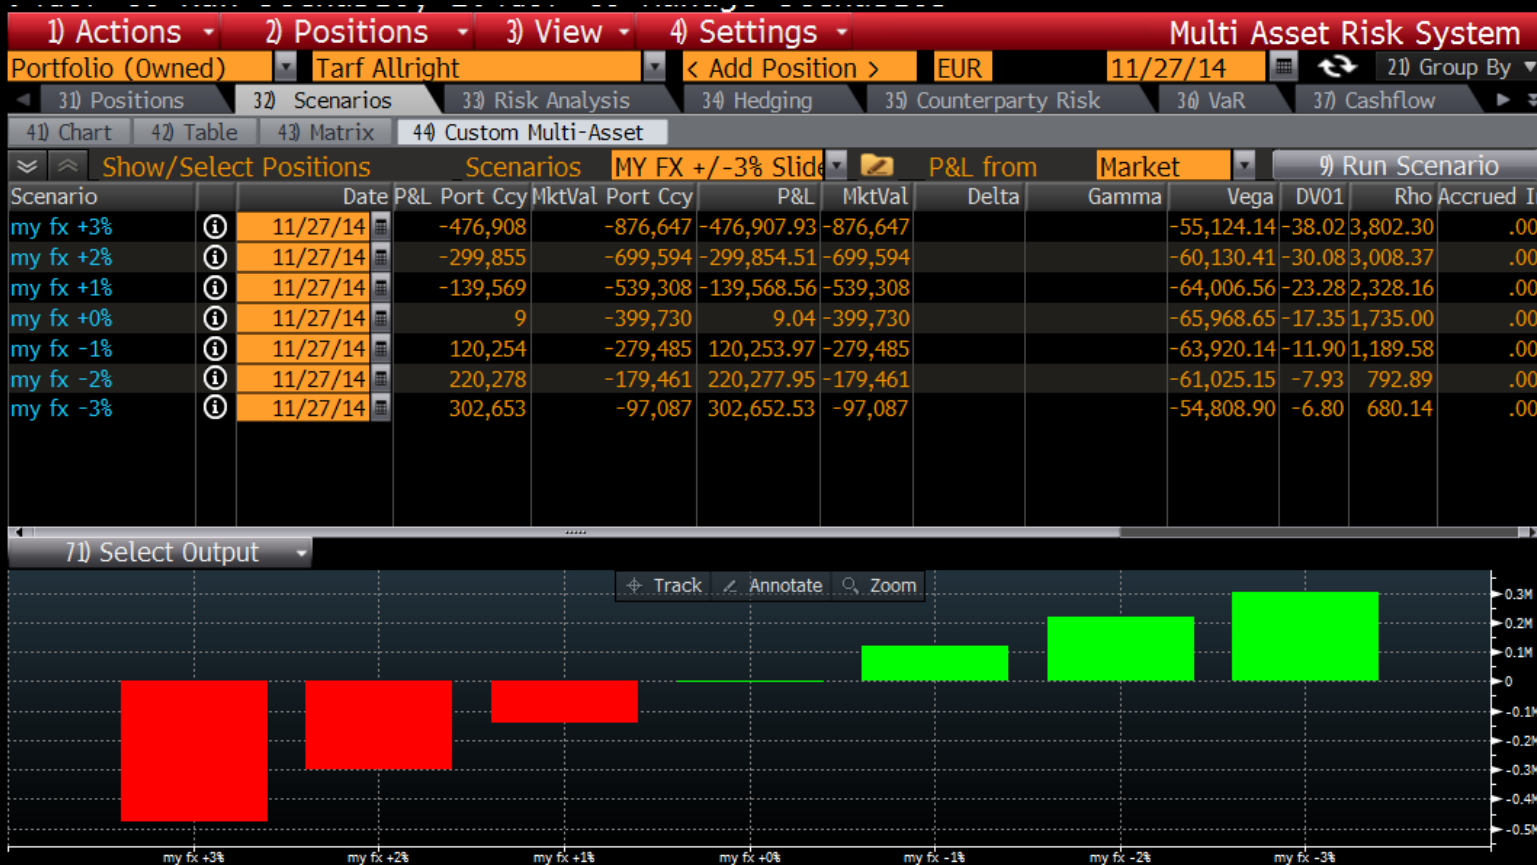 1) Actions 2) Positions 3) View 4) Settings Multi Asset Risk System
Portfolio (Owned) Tarf Allright < Add Position > EUR 11/27/14 21) Group By
31) Positions 32) Scenarios 33) Risk Analysis 34) Hedging 35) Counterparty Risk 36) VaR 37) Cashflow
41) Chart 42) Table 43) Matrix 44) Custom Multi-Asset
Show/Select Positions Scenarios MY FX +/-3% Slide P&L from Market 9) Run Scenario
Scenario Date P&L Port Ccy MktVal Port Ccy P&L MktVal Delta Gamma Vega DV01 Rho Accrued I
my fx +3% 11/27/14 -476,908 -876,647 -476,907.93 -876,647 -55,124.14 -38.02 3,802.30 .00
my fx +2% 11/27/14 -299,855 -699,594 -299,854.51 -699,594 -60,130.41 -30.08 3,008.37 .00
my fx +1% 11/27/14 -139,569 -539,308 -139,568.56 -539,308 -64,006.56 -23.28 2,328.16 .00
my fx +0% 11/27/14 9 -399,730 9.04 -399,730 -65,968.65 -17.35 1,735.00 .00
my fx -1% 11/27/14 120,254 -279,485 120,253.97 -279,485 -63,920.14 -11.90 1,189.58 .00
my fx -2% 11/27/14 220,278 -179,461 220,277.95 -179,461 -61,025.15 -7.93 792.89 .00
my fx -3% 11/27/14 302,653 -97,087 302,652.53 -97,087 -54,808.90 -6.80 680.14 .00
71) Select Output
Track Annotate Zoom
0.3M
0.2M
0.1M
0
-0.1M
-0.2M
-0.3M
-0.4M
-0.5M
my fx +3% my fx +2% my fx +1% my fx +0% my fx -1% my fx -2% my fx -3%